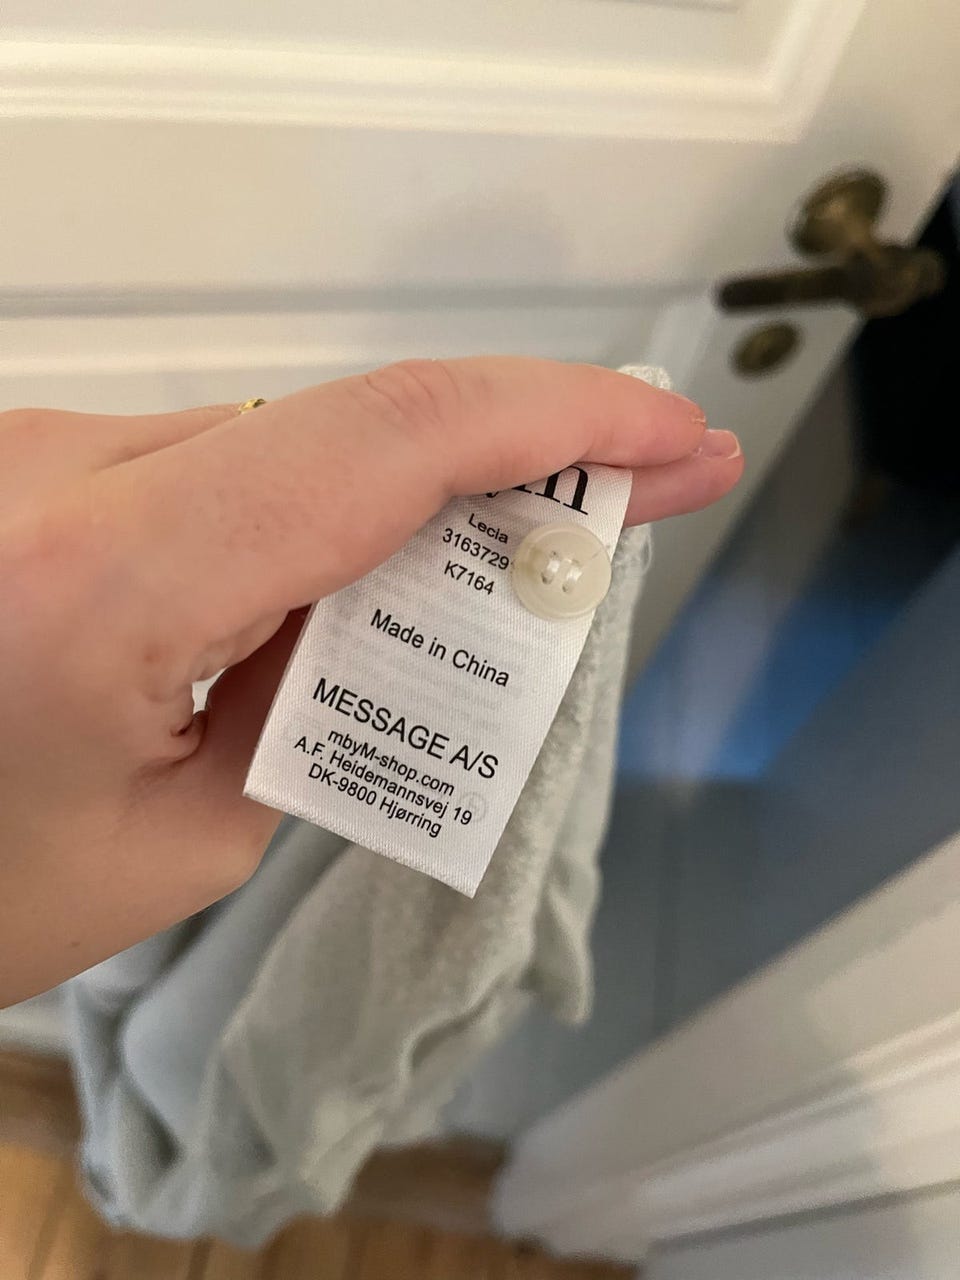 Lecia
3163729
K7164
Made in China
MESSAGE A/S
mbyM-shop.com
A.F. Heidemannsvej 19
DK-9800 Hjørring